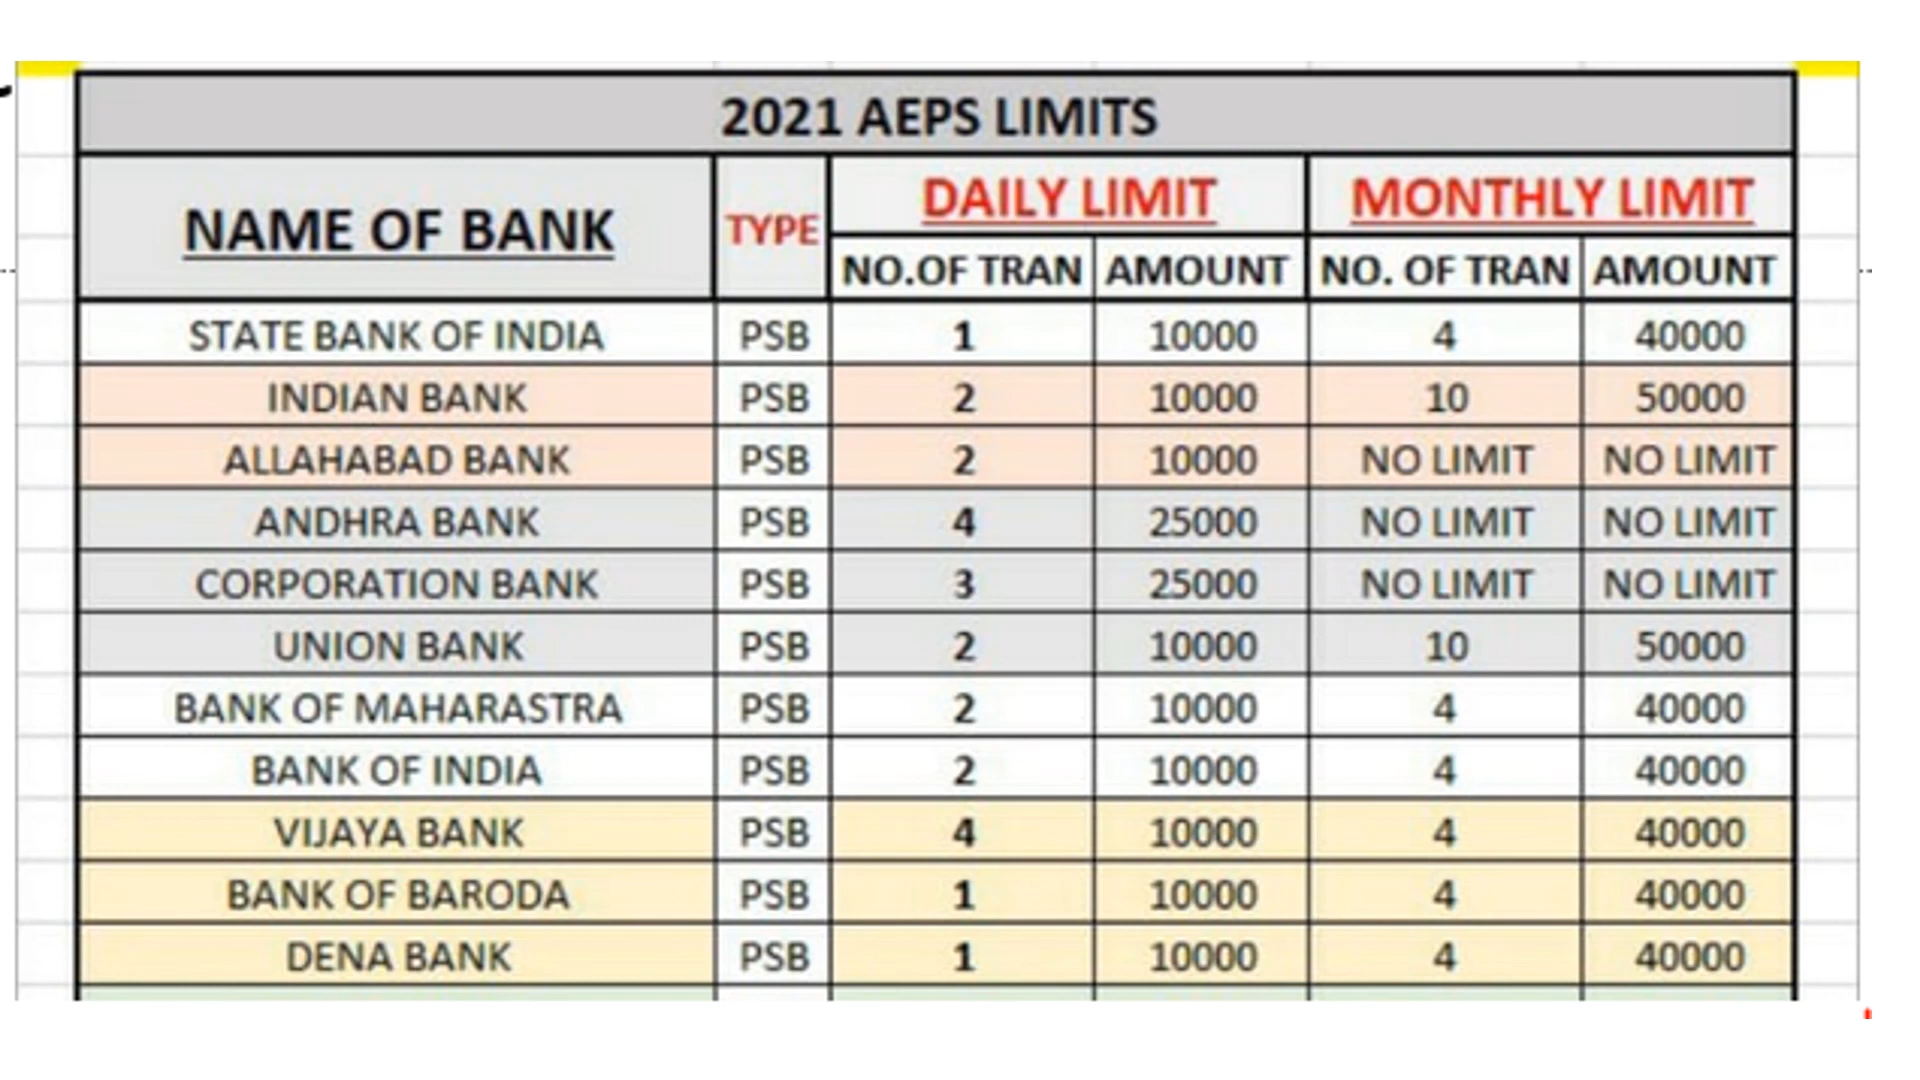 2021 AEPS LIMITS
NAME OF BANK TYPE DAILY LIMIT MONTHLY LIMIT
NO.OF TRAN AMOUNT NO. OF TRAN AMOUNT
STATE BANK OF INDIA PSB 1 10000 4 40000
INDIAN BANK PSB 2 10000 10 50000
ALLAHABAD BANK PSB 2 10000 NO LIMIT NO LIMIT
ANDHRA BANK PSB 4 25000 NO LIMIT NO LIMIT
CORPORATION BANK PSB 3 25000 NO LIMIT NO LIMIT
UNION BANK PSB 2 10000 10 50000
BANK OF MAHARASTRA PSB 2 10000 4 40000
BANK OF INDIA PSB 2 10000 4 40000
VIJAYA BANK PSB 4 10000 4 40000
BANK OF BARODA PSB 1 10000 4 40000
DENA BANK PSB 1 10000 4 40000